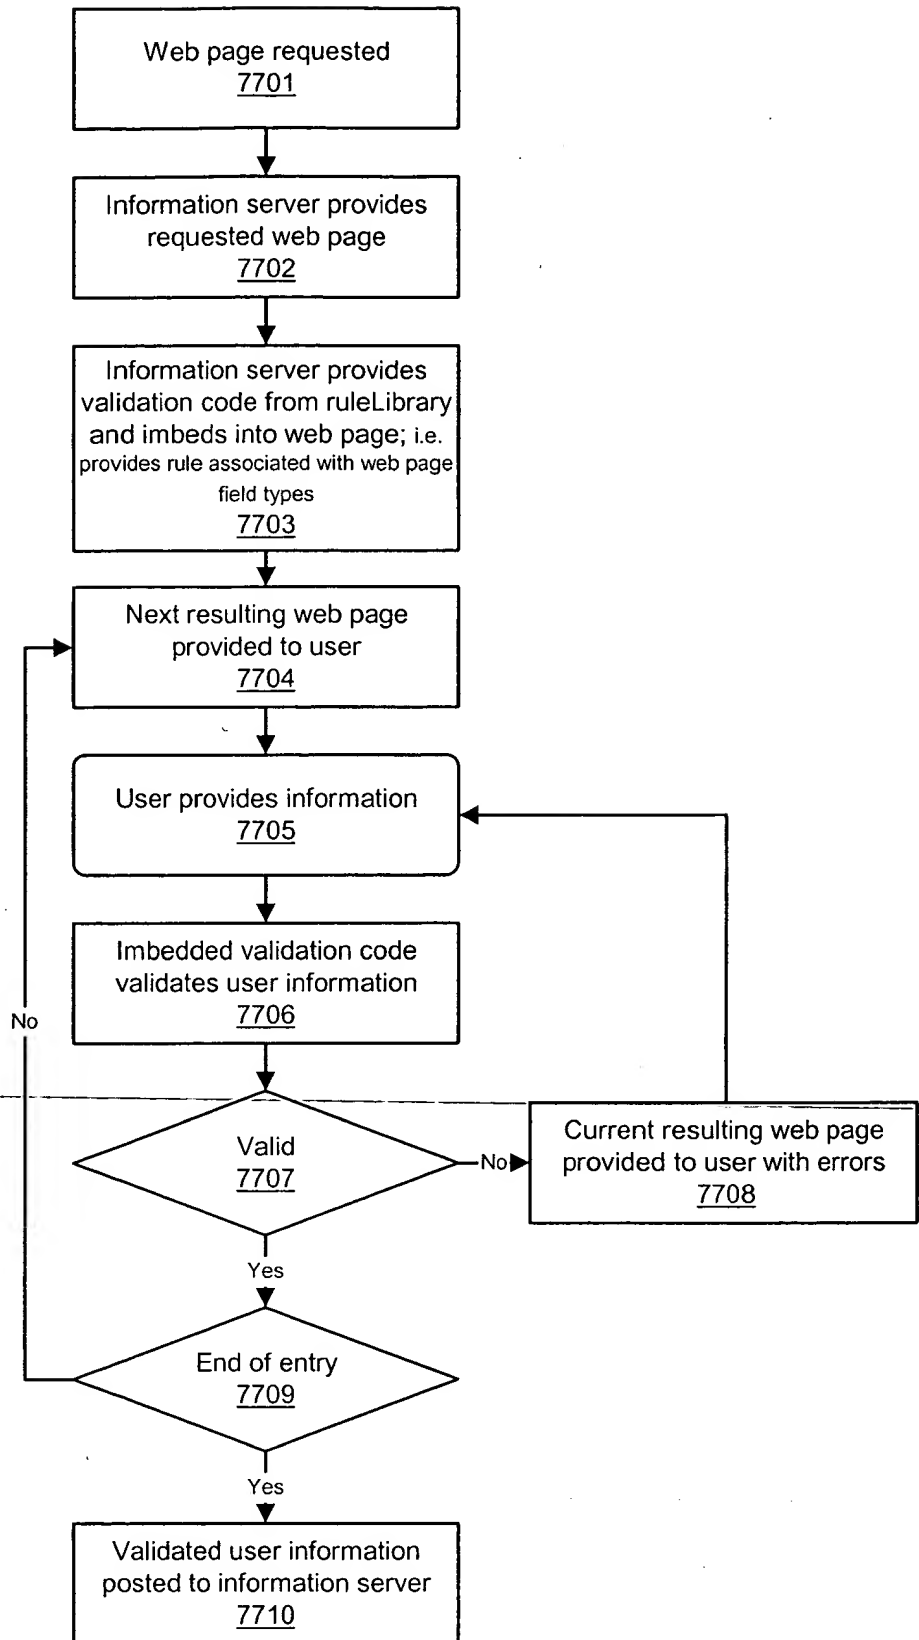 Web page requested
7701
Information server provides
requested web page
7702
Information server provides
validation code from ruleLibrary
and imbeds into web page; i.e.
provides rule associated with web page
field types
7703
Next resulting web page
provided to user
7704
User provides information
7705
Imbedded validation code
validates user information
7706
No
Valid
7707
No
Current resulting web page
provided to user with errors
7708
Yes
End of entry
7709
Yes
Validated user information
posted to information server
7710